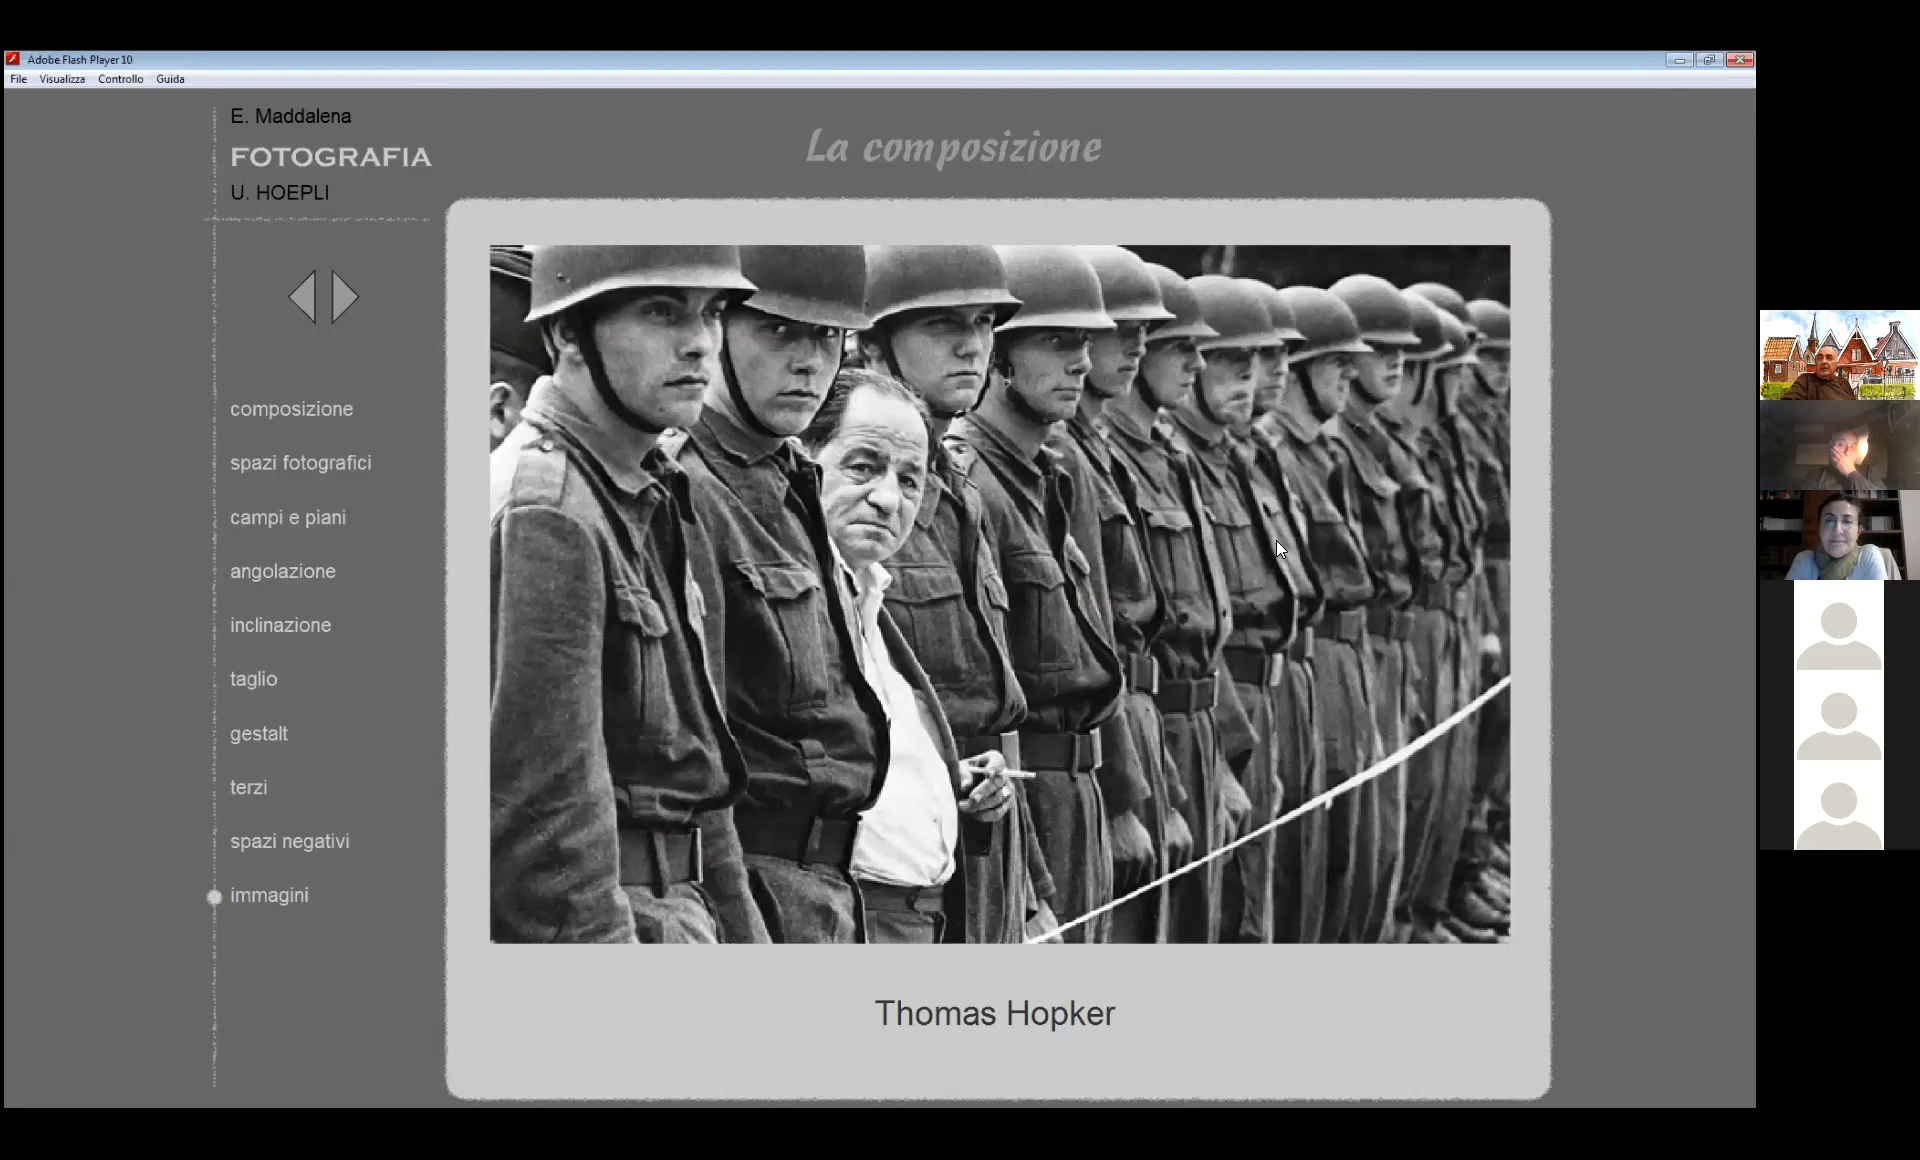 Adobe Flash Player 10
File Visualizza Controllo Guida
E. Maddalena
FOTOGRAFIA
U. HOEPLI
La composizione
composizione
spazi fotografici
campi e piani
angolazione
inclinazione
taglio
gestalt
terzi
spazi negativi
immagini
Thomas Hopker